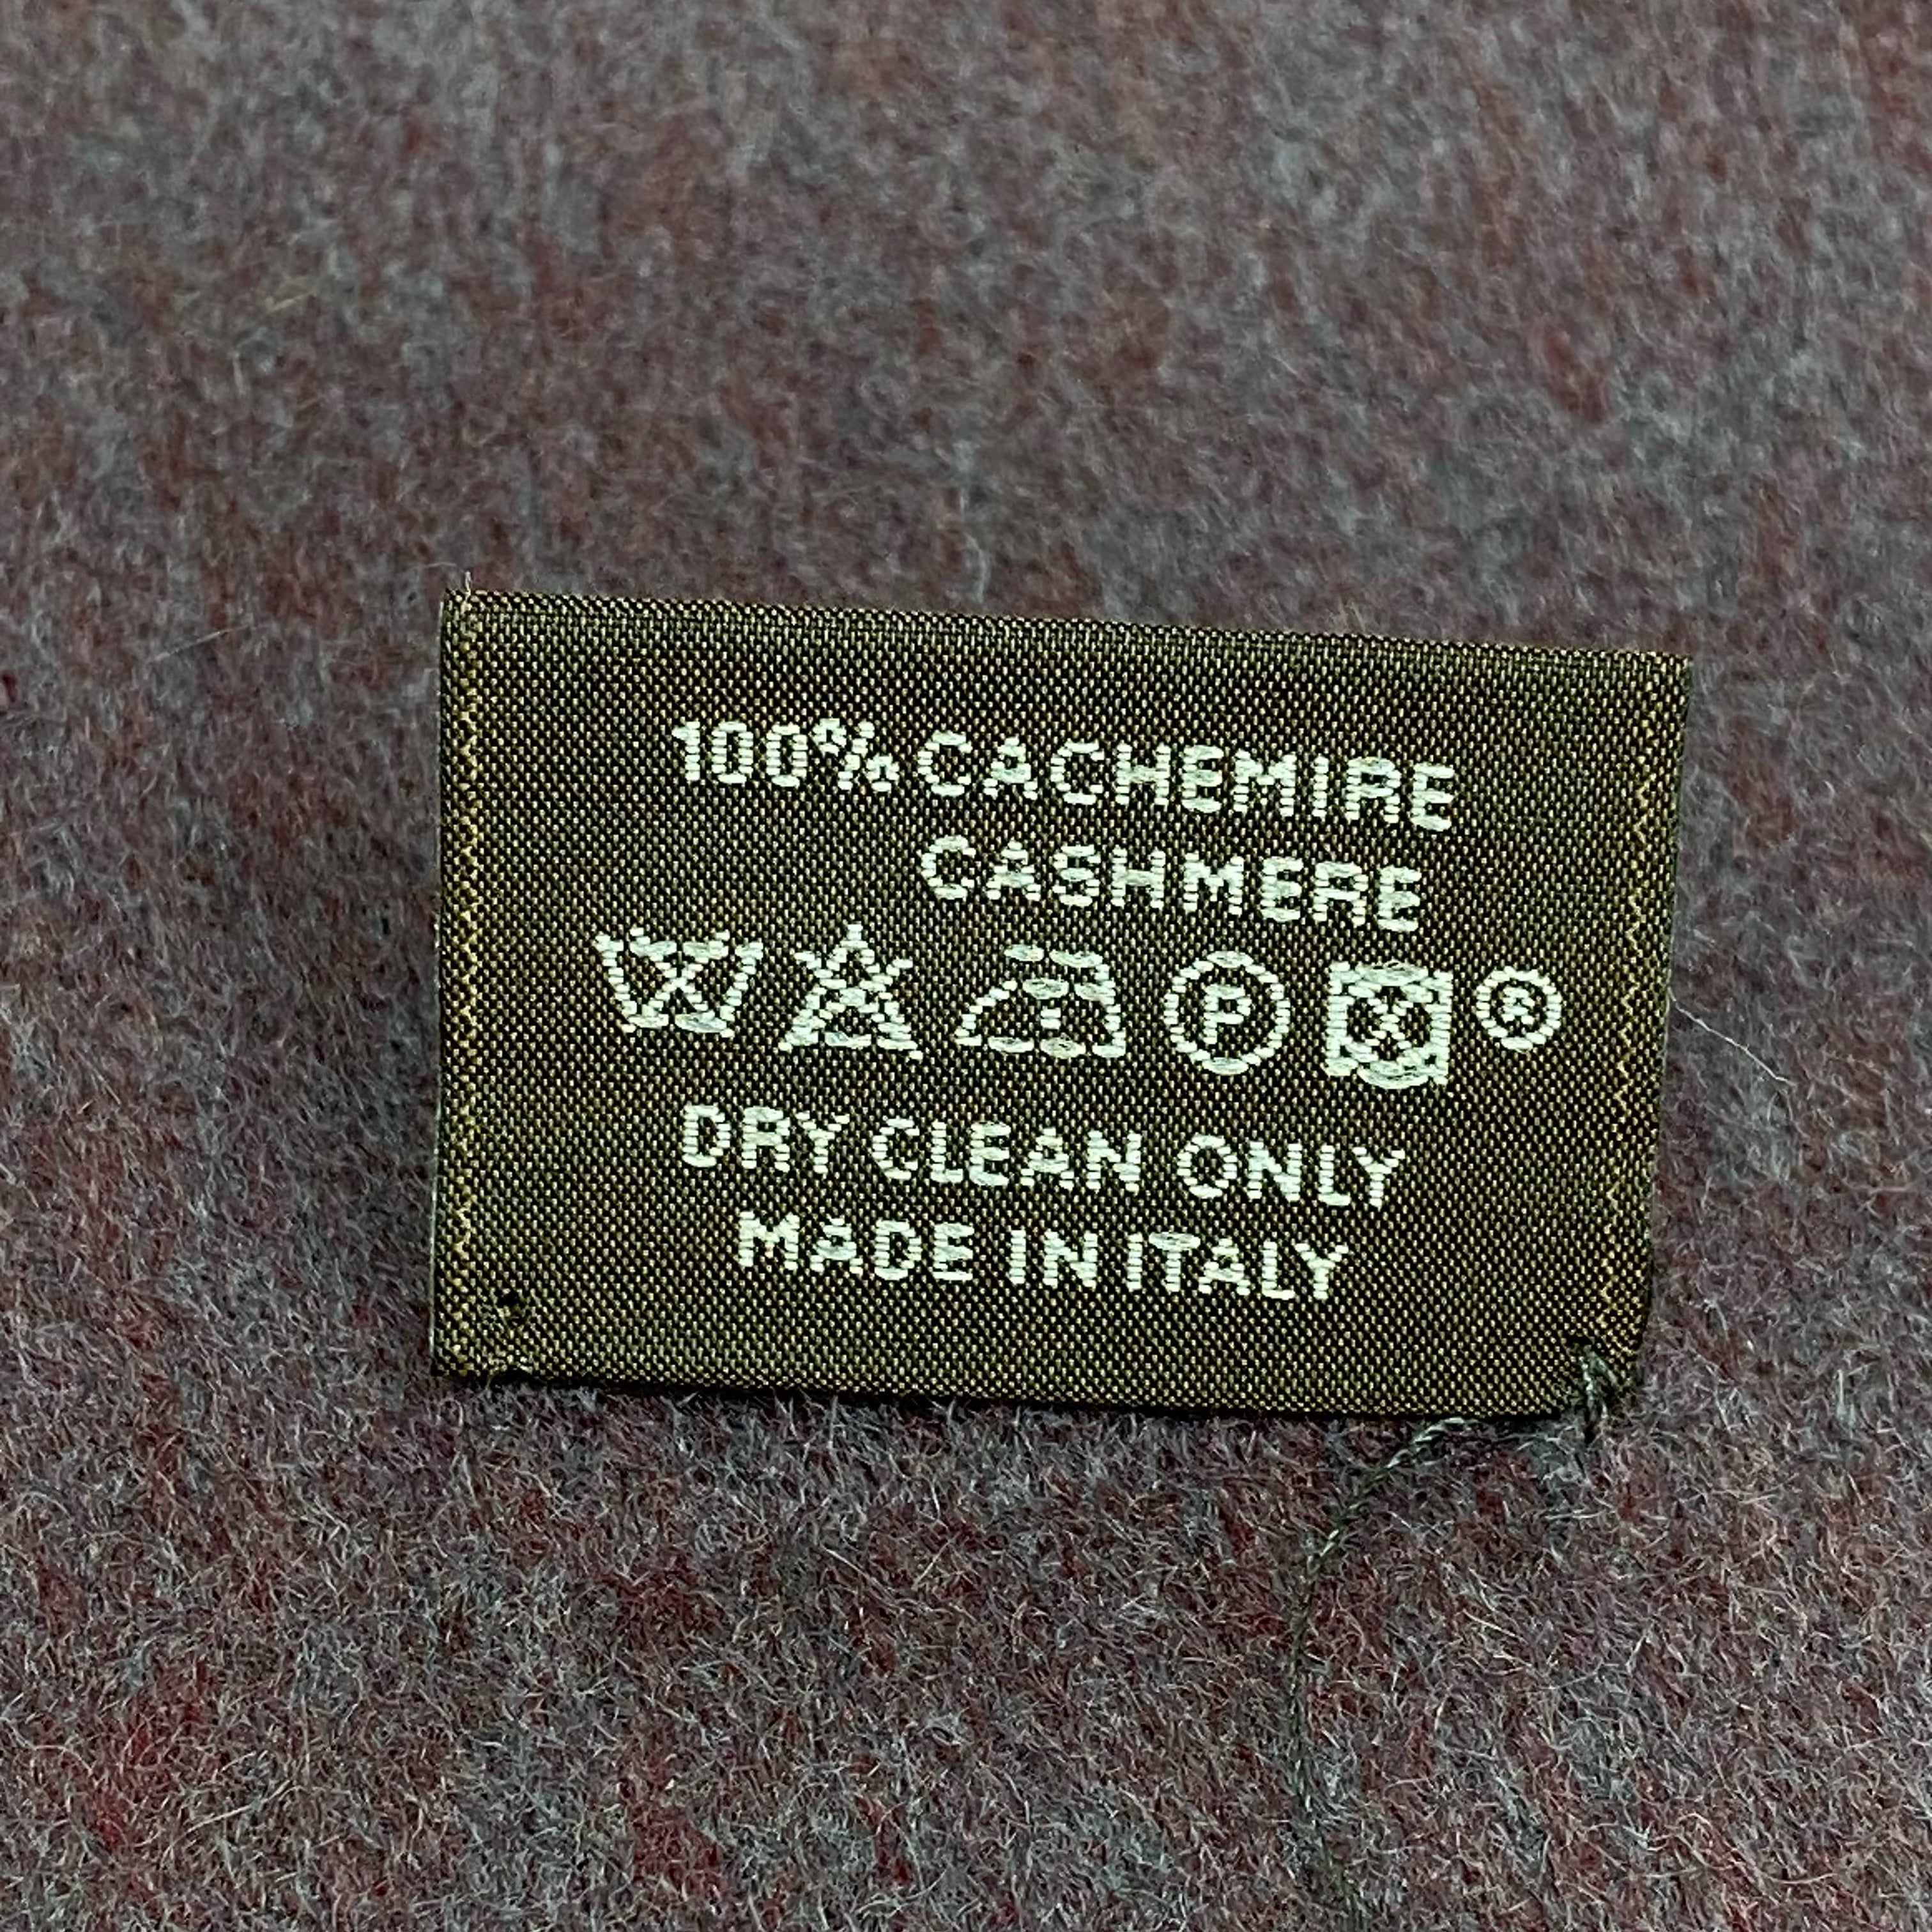 100% CACHEMIRE
CASHMERE
P ®
DRY CLEAN ONLY
MADE IN ITALY